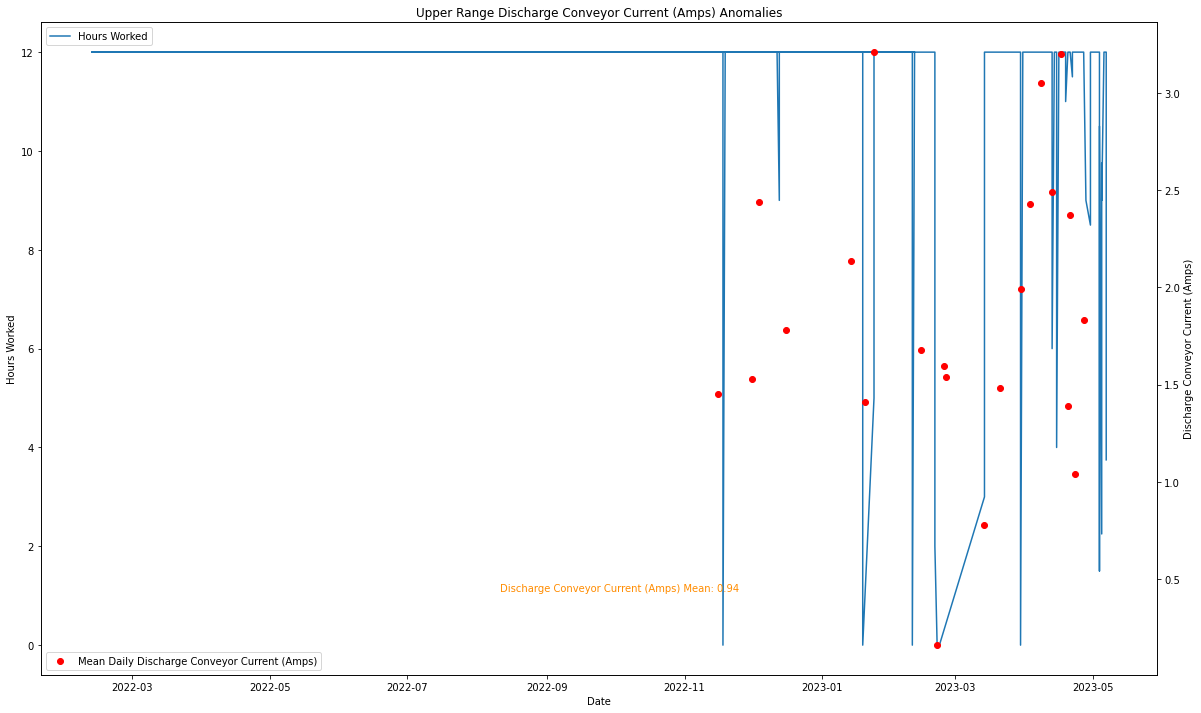 Upper Range Discharge Conveyor Current (Amps) Anomalies
Hours Worked
12
10
8
6
4
2
0
Hours Worked
3.0
2.5
2.0
1.5
1.0
0.5
Discharge Conveyor Current (Amps)
Discharge Conveyor Current (Amps) Mean: 0.94
Mean Daily Discharge Conveyor Current (Amps)
2022-03 2022-05 2022-07 2022-09 2022-11 2023-01 2023-03 2023-05
Date